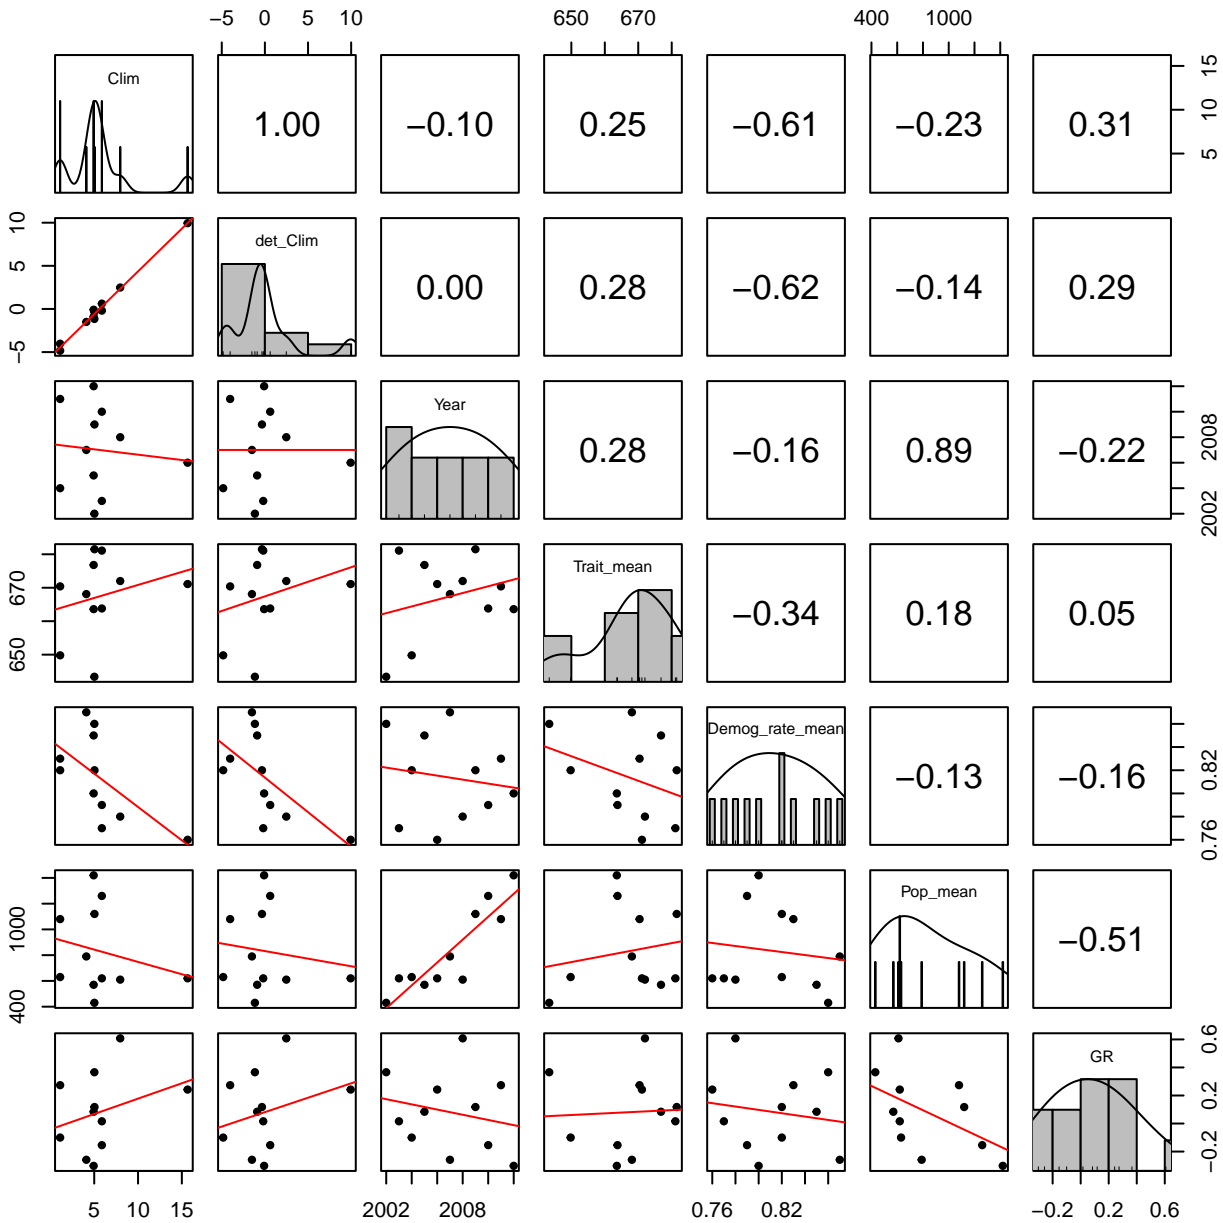 −5 0 5 10 650 670 400 1000
Clim
1.00 −0.10 0.25 −0.61 −0.23 0.31
5 10 15
−5 0 5 10
det_Clim
0.00 0.28 −0.62 −0.14 0.29
Year
0.28 −0.16 0.89 −0.22
2002 2008
650 670
Trait_mean
−0.34 0.18 0.05
Demog_rate_mean
−0.13 −0.16
0.76 0.82
400 1000
Pop_mean
−0.51
GR
−0.2 0.2 0.6
5 10 15 2002 2008 0.76 0.82 −0.2 0.2 0.6